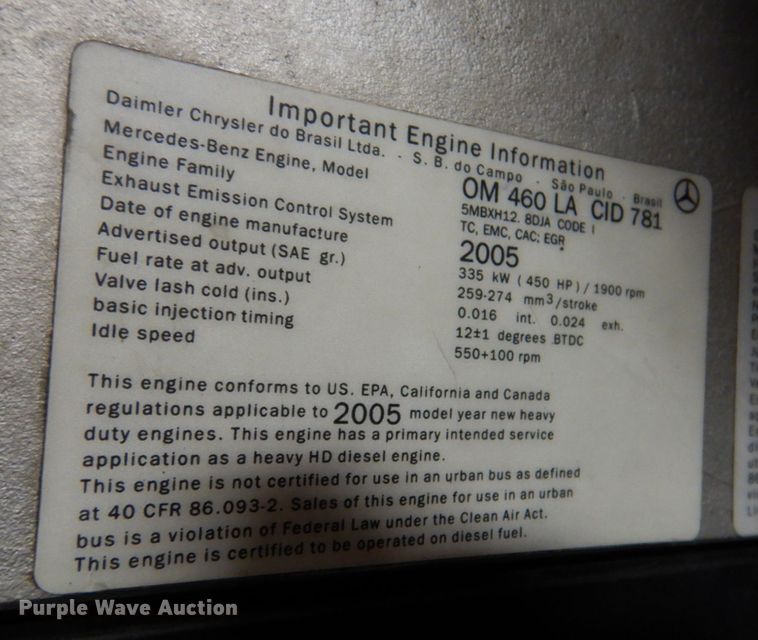 Important Engine Information
Daimler Chrysler do Brasil Ltda. - S. B. do Campo - São Paulo - Brasil
Mercedes-Benz Engine, Model OM 460 LA CID 781
Engine Family 5MBXH12. 8DJA CODE I
Exhaust Emission Control System TC, EMC, CAC; EGR
Date of engine manufacture 2005
Advertised output (SAE gr.) 335 kW (450 HP) / 1900 rpm
Fuel rate at adv. output 259-274 mm³/stroke
Valve lash cold (ins.) 0.016 int. 0.024 exh.
basic injection timing 12±1 degrees BTDC
Idle speed 550+100 rpm
This engine conforms to US. EPA, California and Canada
regulations applicable to 2005 model year new heavy
duty engines. This engine has a primary intended service
application as a heavy HD diesel engine.
This engine is not certified for use in an urban bus as defined
at 40 CFR 86.093-2. Sales of this engine for use in an urban
bus is a violation of Federal Law under the Clean Air Act.
This engine is certified to be operated on diesel fuel.
Purple Wave Auction